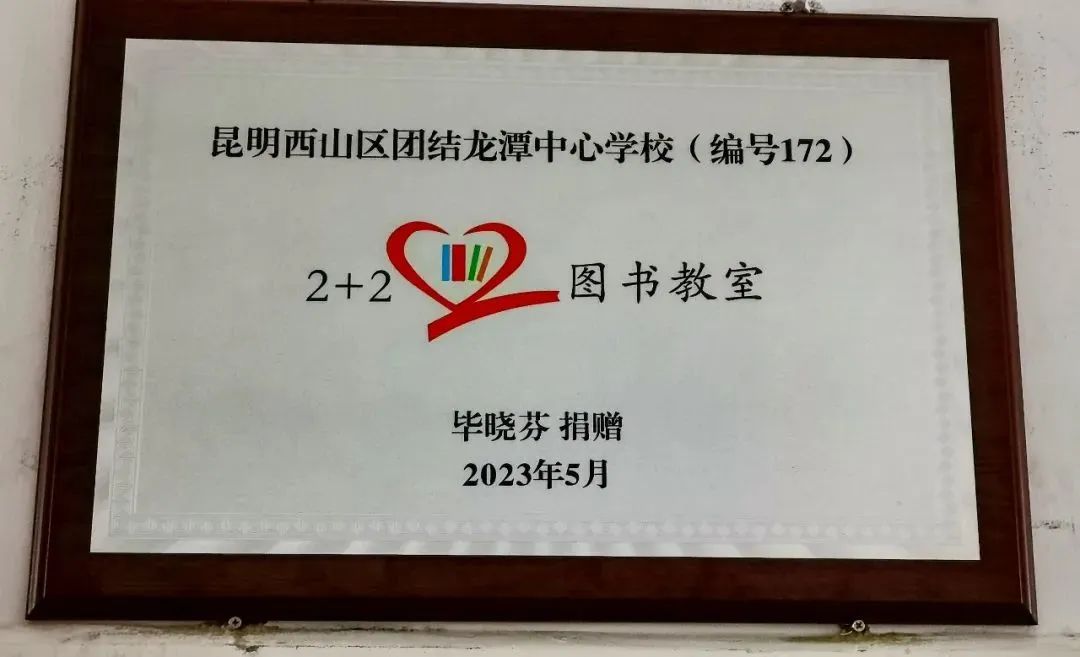 昆明西山区团结龙潭中心学校（编号172）
2+2 图书教室
毕晓芬 捐赠
2023年5月